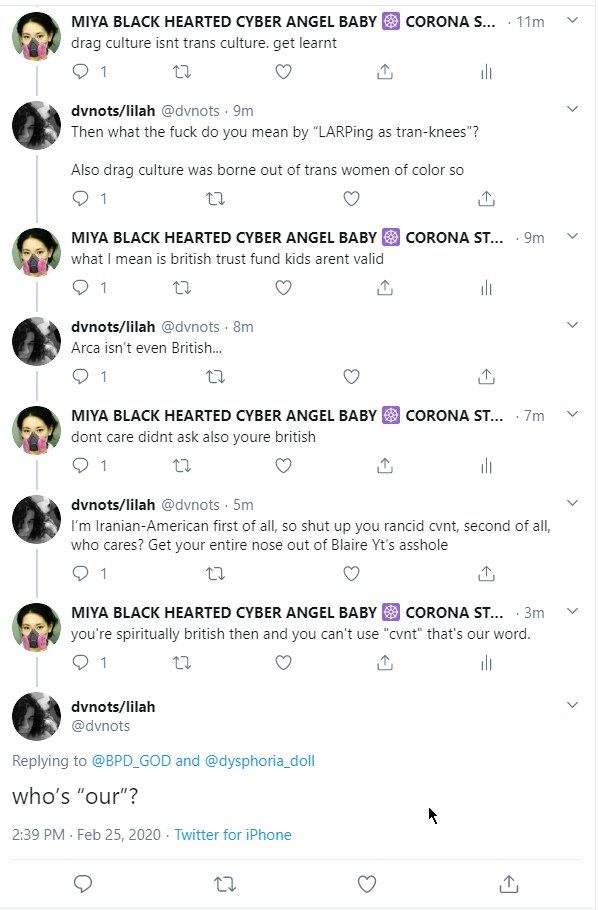 MIYA BLACK HEARTED CYBER ANGEL BABY ☸ CORONA S... · 11m
drag culture isnt trans culture. get learnt
1
dvnots/lilah @dvnots · 9m
Then what the fuck do you mean by “LARPing as tran-knees”?
Also drag culture was borne out of trans women of color so
1
MIYA BLACK HEARTED CYBER ANGEL BABY ☸ CORONA ST... · 9m
what I mean is british trust fund kids arent valid
1
dvnots/lilah @dvnots · 8m
Arca isn’t even British...
1
MIYA BLACK HEARTED CYBER ANGEL BABY ☸ CORONA ST... · 7m
dont care didnt ask also youre british
1
dvnots/lilah @dvnots · 5m
I’m Iranian-American first of all, so shut up you rancid cvnt, second of all,
who cares? Get your entire nose out of Blaire Yt’s asshole
1
MIYA BLACK HEARTED CYBER ANGEL BABY ☸ CORONA ST... · 3m
you're spiritually british then and you can't use "cvnt" that's our word.
1
dvnots/lilah
@dvnots
Replying to @BPD_GOD and @dysphoria_doll
who’s “our”?
2:39 PM · Feb 25, 2020 · Twitter for iPhone